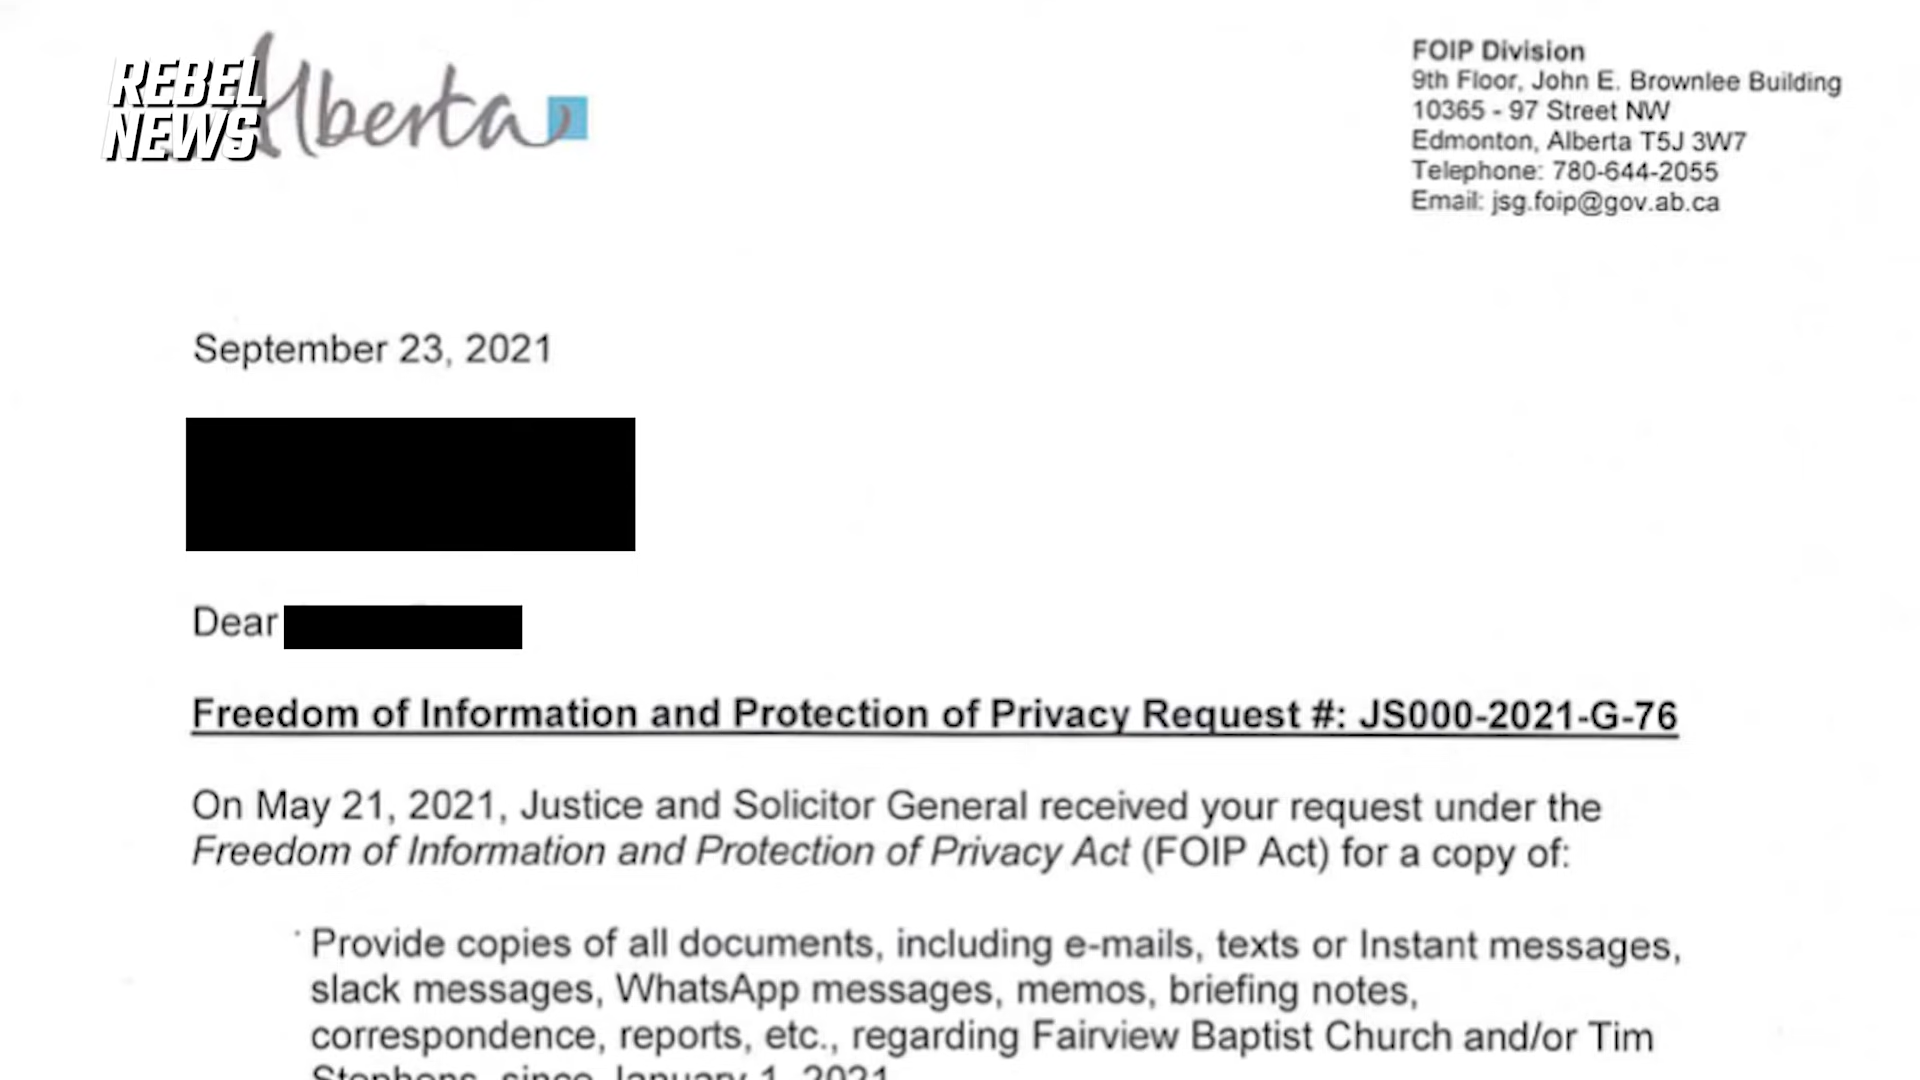 REBEL
NEWS
Alberta
FOIP Division
9th Floor, John E. Brownlee Building
10365 - 97 Street NW
Edmonton, Alberta T5J 3W7
Telephone: 780-644-2055
Email: jsg.foip@gov.ab.ca
September 23, 2021
Dear
Freedom of Information and Protection of Privacy Request #: JS000-2021-G-76
On May 21, 2021, Justice and Solicitor General received your request under the
Freedom of Information and Protection of Privacy Act (FOIP Act) for a copy of:
Provide copies of all documents, including e-mails, texts or Instant messages,
slack messages, WhatsApp messages, memos, briefing notes,
correspondence, reports, etc., regarding Fairview Baptist Church and/or Tim
Stephens, since January 1, 2021